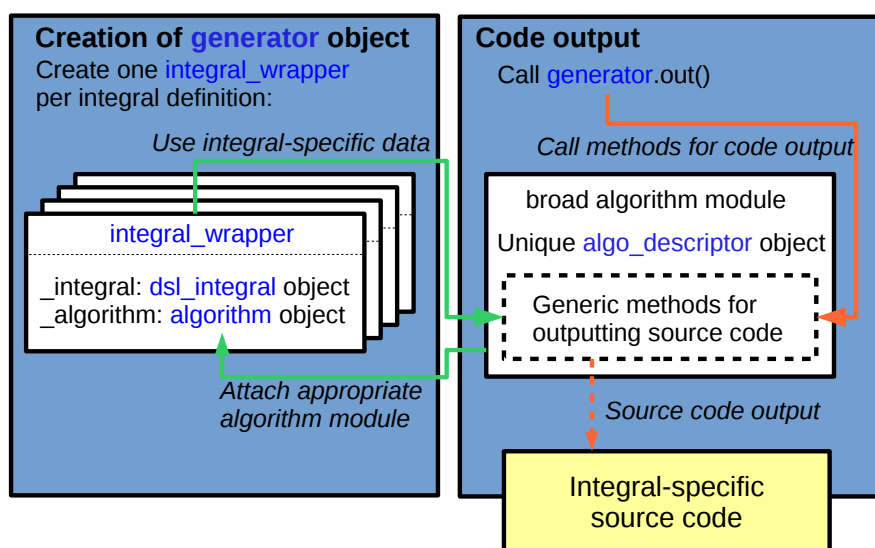 Creation of generator object
Create one integral_wrapper
per integral definition:
Use integral-specific data
integral_wrapper
_integral: dsl_integral object
_algorithm: algorithm object
Attach appropriate
algorithm module
Code output
Call generator.out()
Call methods for code output
broad algorithm module
Unique algo_descriptor object
Generic methods for
outputting source code
Source code output
Integral-specific
source code